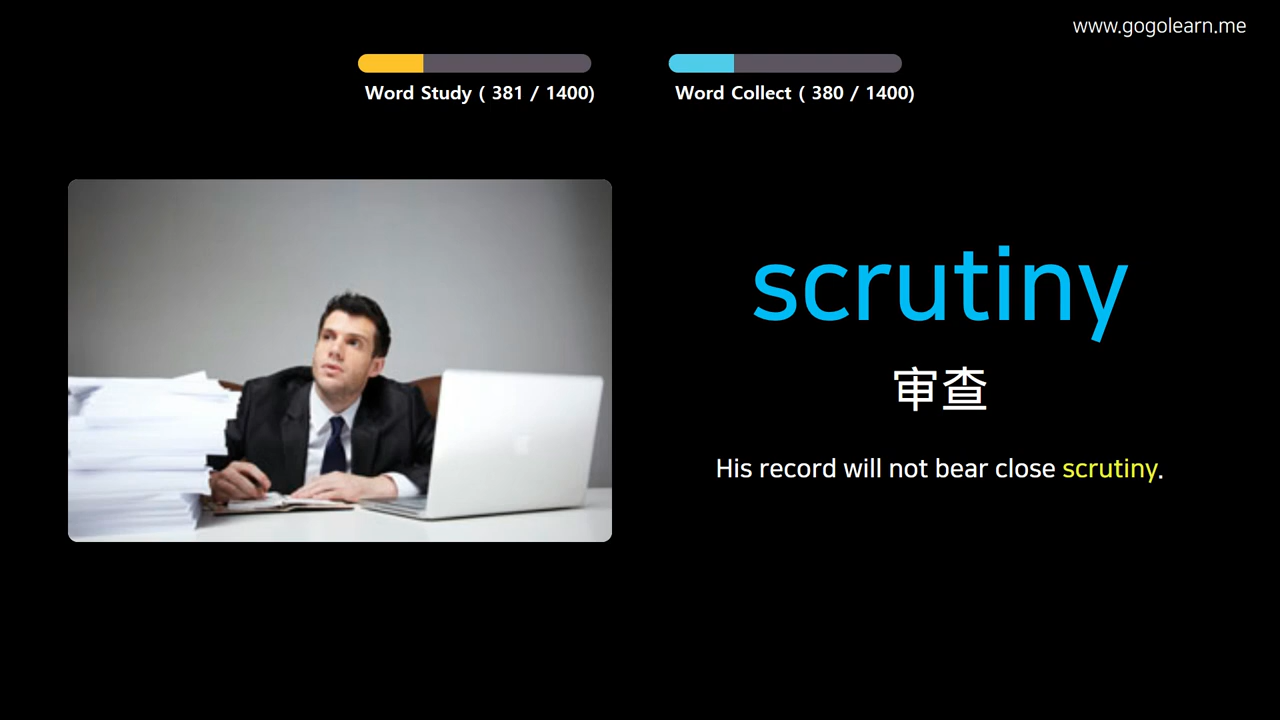 www.gogolearn.me
Word Study ( 381 / 1400)
Word Collect ( 380 / 1400)
scrutiny
审查
His record will not bear close scrutiny.